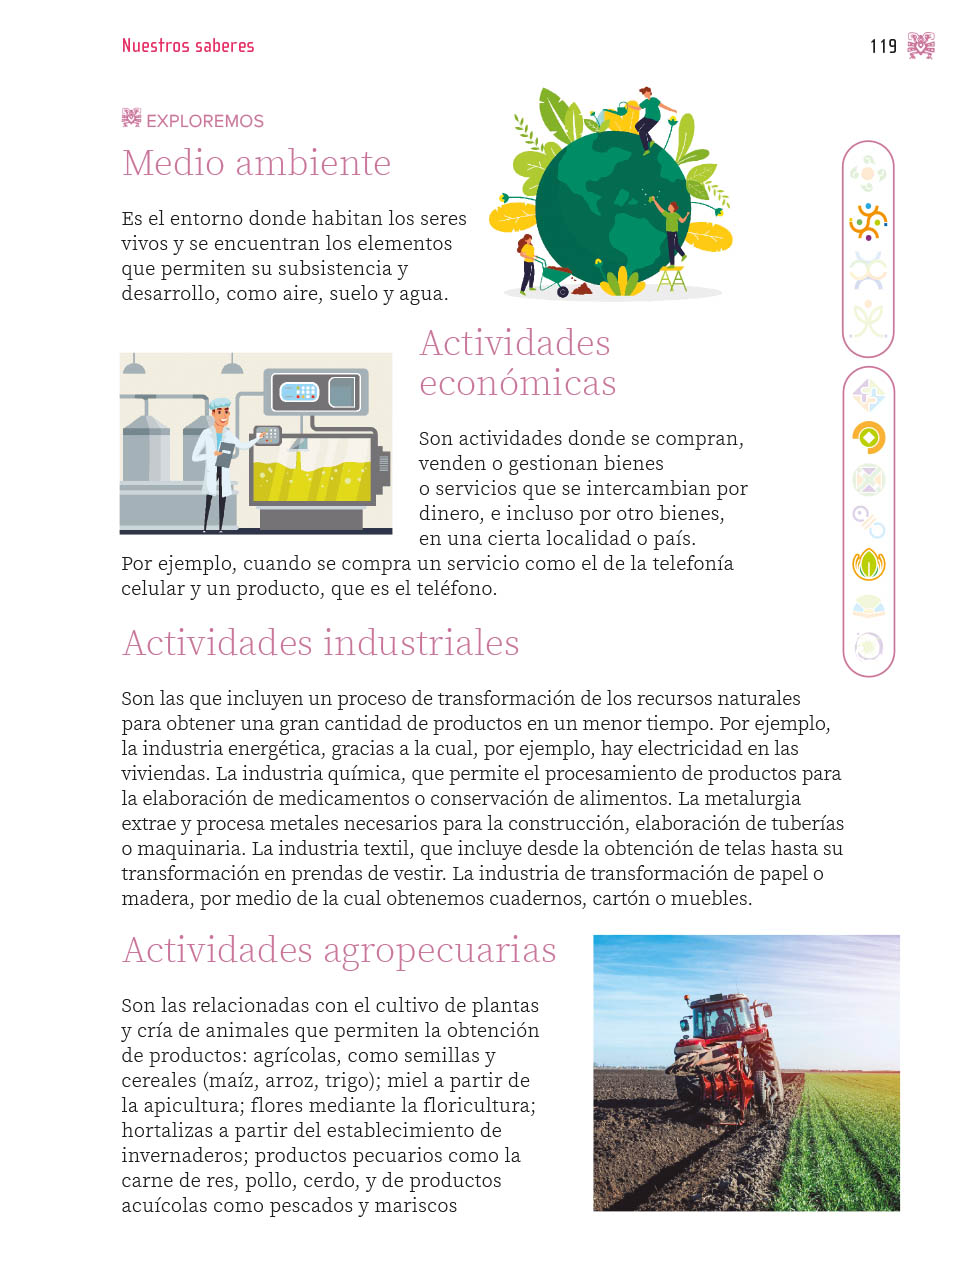 Nuestros saberes
119
EXPLOREMOS
Medio ambiente
Es el entorno donde habitan los seres
vivos y se encuentran los elementos
que permiten su subsistencia y
desarrollo, como aire, suelo y agua.
Actividades
económicas
Son actividades donde se compran,
venden o gestionan bienes
o servicios que se intercambian por
dinero, e incluso por otro bienes,
en una cierta localidad o país.
Por ejemplo, cuando se compra un servicio como el de la telefonía
celular y un producto, que es el teléfono.
Actividades industriales
Son las que incluyen un proceso de transformación de los recursos naturales
para obtener una gran cantidad de productos en un menor tiempo. Por ejemplo,
la industria energética, gracias a la cual, por ejemplo, hay electricidad en las
viviendas. La industria química, que permite el procesamiento de productos para
la elaboración de medicamentos o conservación de alimentos. La metalurgia
extrae y procesa metales necesarios para la construcción, elaboración de tuberías
o maquinaria. La industria textil, que incluye desde la obtención de telas hasta su
transformación en prendas de vestir. La industria de transformación de papel o
madera, por medio de la cual obtenemos cuadernos, cartón o muebles.
Actividades agropecuarias
Son las relacionadas con el cultivo de plantas
y cría de animales que permiten la obtención
de productos: agrícolas, como semillas y
cereales (maíz, arroz, trigo); miel a partir de
la apicultura; flores mediante la floricultura;
hortalizas a partir del establecimiento de
invernaderos; productos pecuarios como la
carne de res, pollo, cerdo, y de productos
acuícolas como pescados y mariscos